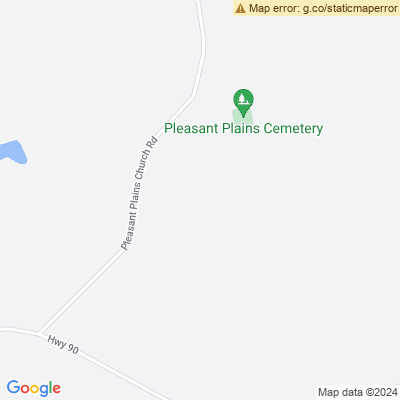 Map error: g.co/staticmaperror
Pleasant Plains Cemetery
Pleasant Plains Church Rd
Hwy 90
Google
Map data ©2024